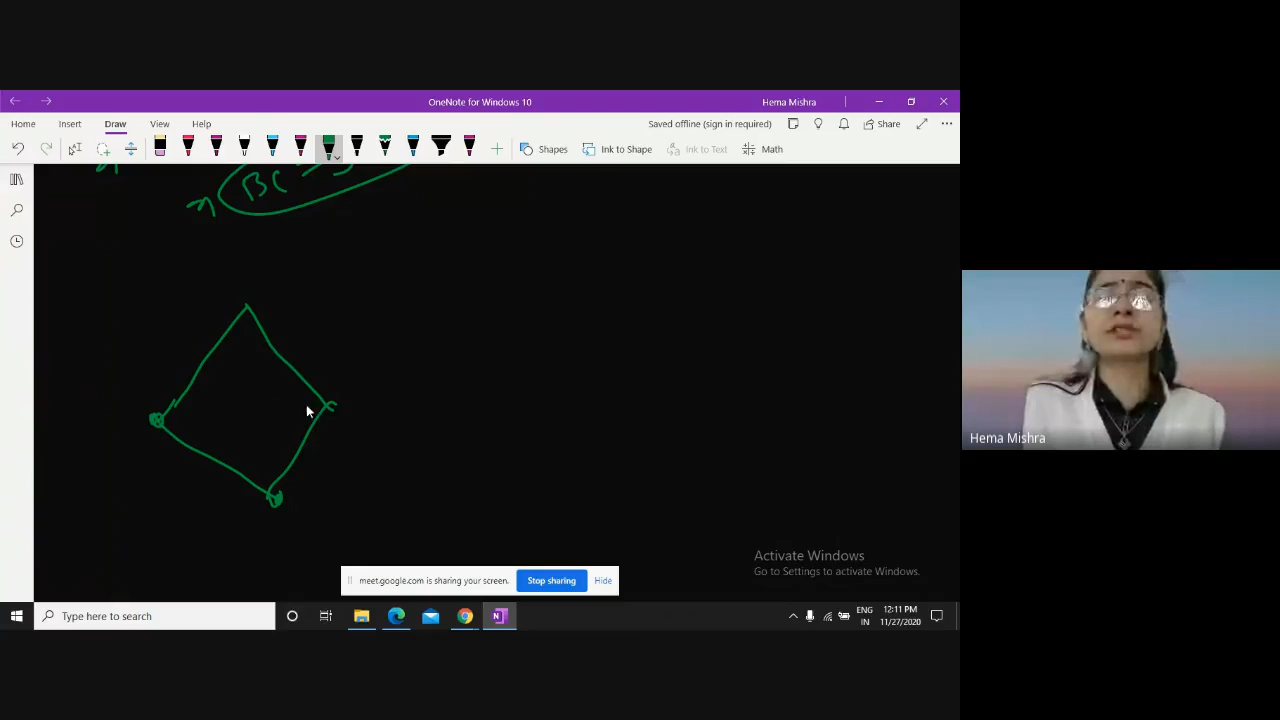 OneNote for Windows 10
Hema Mishra
Home Insert Draw View Help
Saved offline (sign in required)
Share
Shapes
Ink to Shape
Ink to Text
Math
Hema Mishra
Activate Windows
Go to Settings to activate Windows.
meet.google.com is sharing your screen.
Stop sharing
Hide
Type here to search
ENG
IN
12:11 PM
11/27/2020